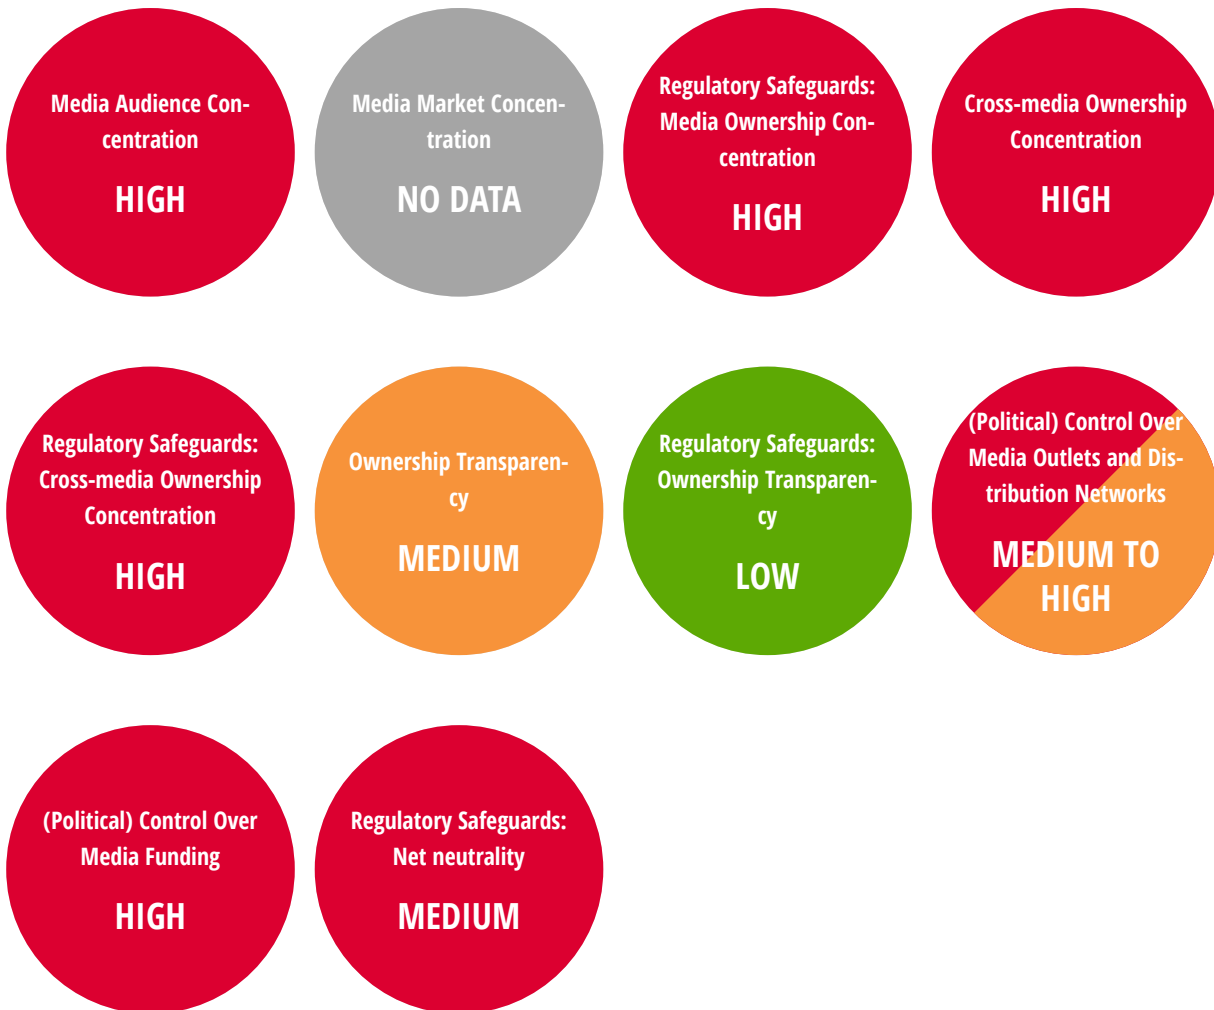 Media Audience Con-
centration
HIGH
Media Market Concen-
tration
NO DATA
Regulatory Safeguards:
Media Ownership Con-
centration
HIGH
Cross-media Ownership
Concentration
HIGH
Regulatory Safeguards:
Cross-media Ownership
Concentration
HIGH
Ownership Transparen-
cy
MEDIUM
Regulatory Safeguards:
Ownership Transparen-
cy
LOW
(Political) Control Over
Media Outlets and Dis-
tribution Networks
MEDIUM TO
HIGH
(Political) Control Over
Media Funding
HIGH
Regulatory Safeguards:
Net neutrality
MEDIUM